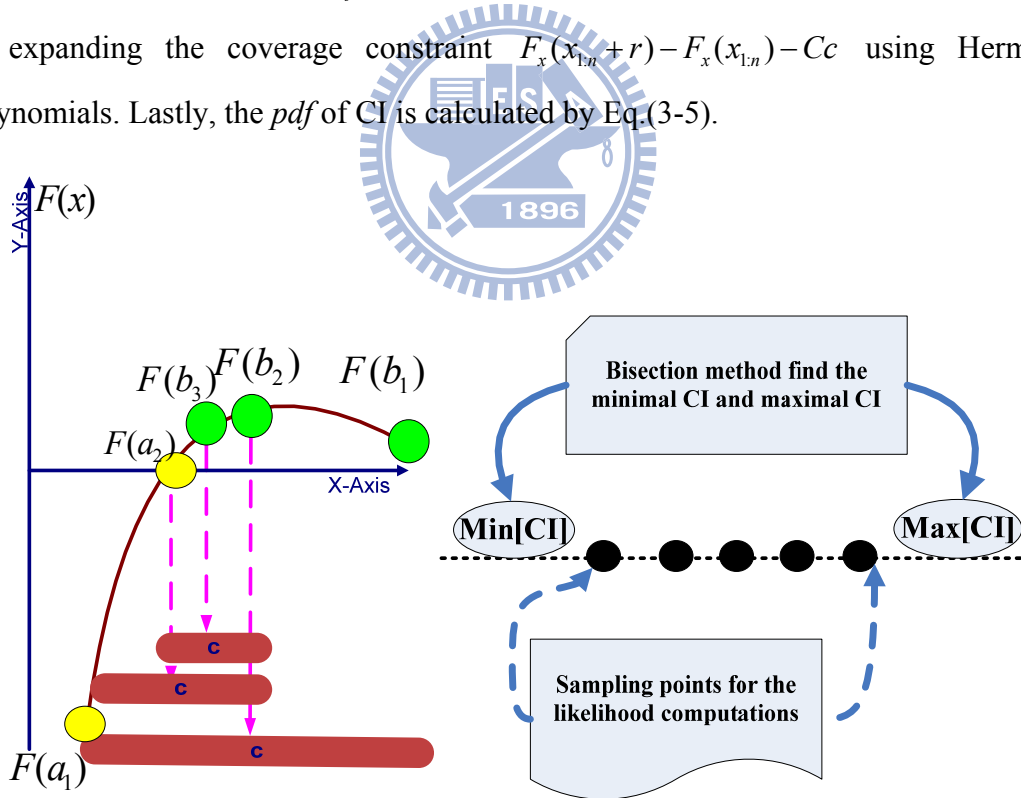 expanding the coverage constraint F_x(x_{1:n} + r) − F_x(x_{1:n}) − Cc using
ynomials. Lastly, the pdf of CI is calculated by Eq.(3-5).
E S
1896
F(x)
Y-Axis
F(b_3)
F(b_2)
F(b_1)
F(a_2)
X-Axis
c
c
c
F(a_1)
Bisection method find the
minimal CI and maximal CI
Min[CI]
Max[CI]
Sampling points for the
likelihood computations